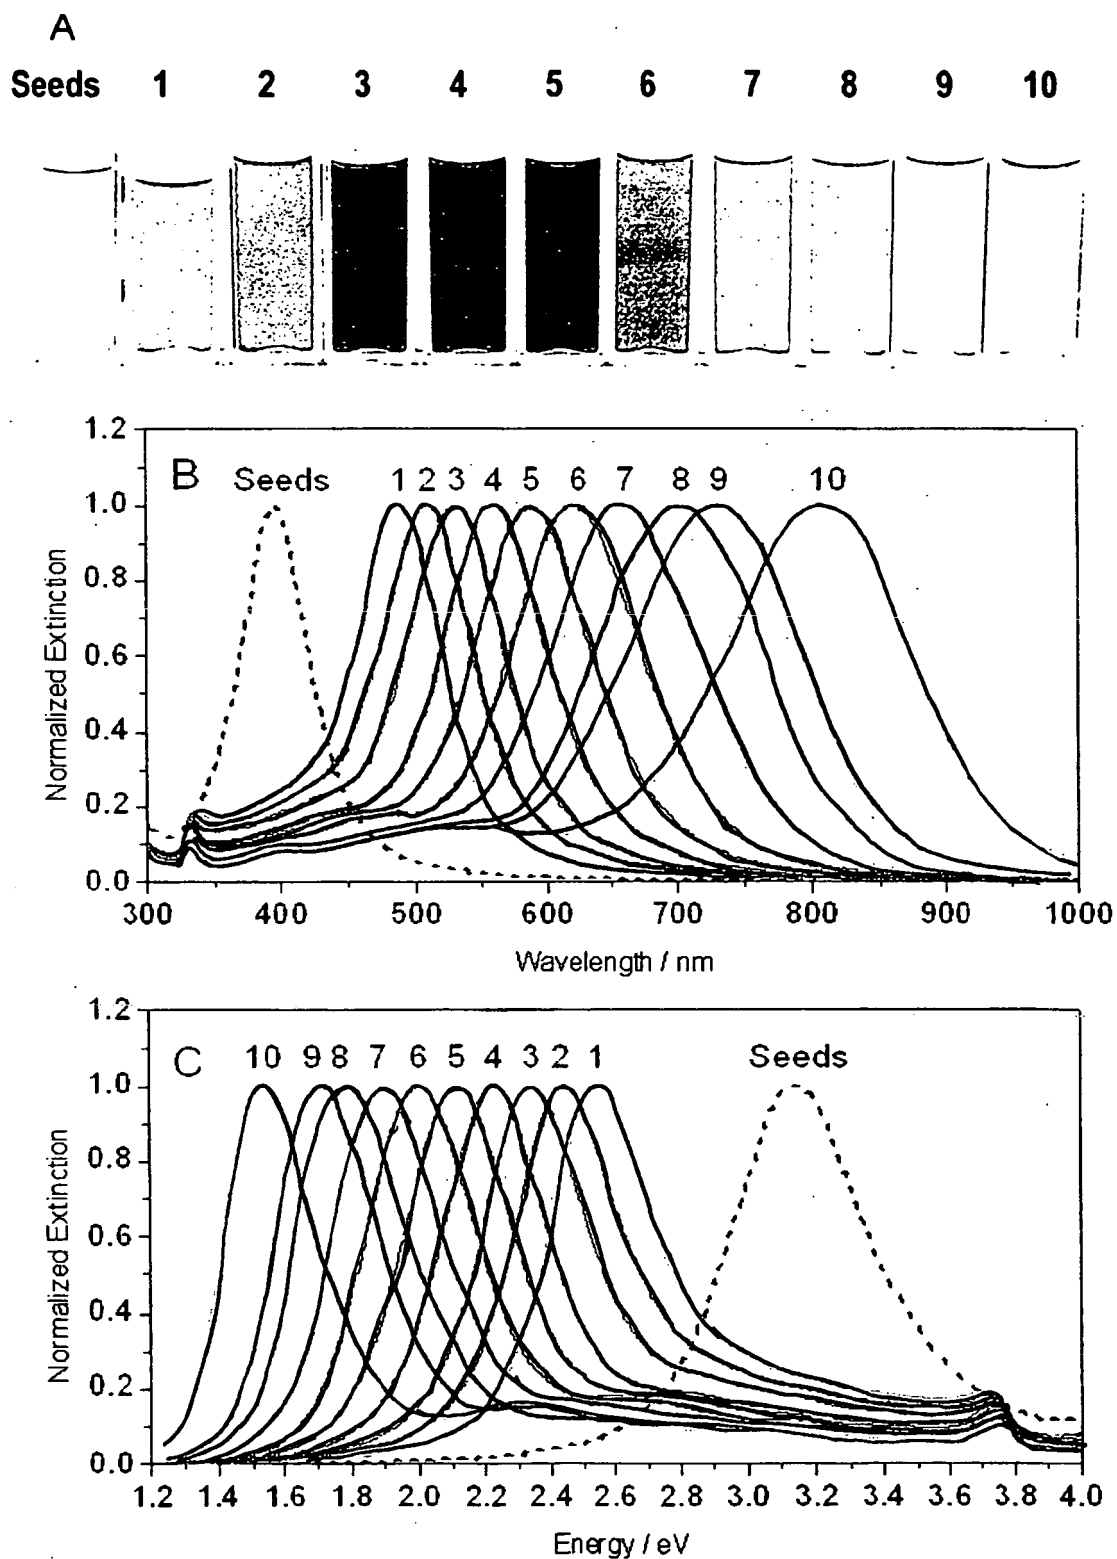 A
Seeds 1 2 3 4 5 6 7 8 9 10
B
Seeds 1 2 3 4 5 6 7 8 9 10
1.2
1.0
0.8
0.6
0.4
0.2
0.0
Normalized Extinction
300 400 500 600 700 800 900 1000
Wavelength / nm
C
10 9 8 7 6 5 4 3 2 1 Seeds
1.2
1.0
0.8
0.6
0.4
0.2
0.0
Normalized Extinction
1.2 1.4 1.6 1.8 2.0 2.2 2.4 2.6 2.8 3.0 3.2 3.4 3.6 3.8 4.0
Energy / eV